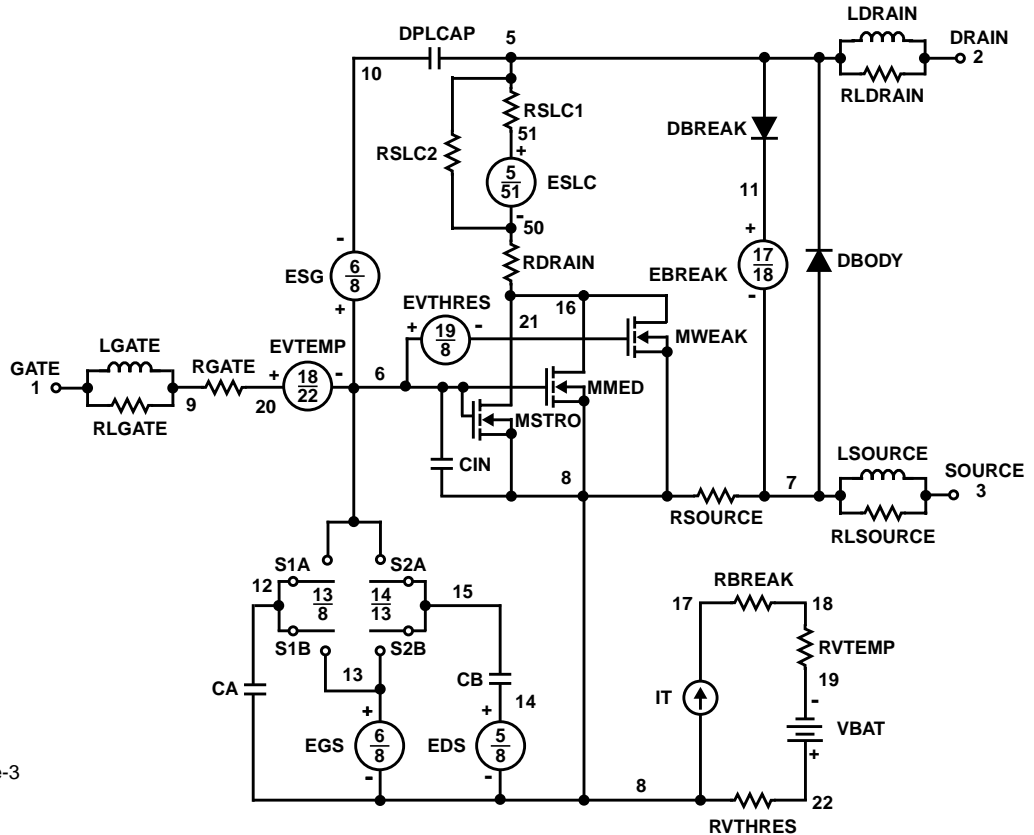 LDRAIN
DPLCAP
5
DRAIN
2
10
RLDRAIN
RSLC1
51
+
RSLC2
5
51
ESLC
-
50
DBREAK
11
+
17
18
EBREAK
-
DBODY
-
ESG
6
8
+
RDRAIN
EVTHRES
+
19
8
-
21
16
MWEAK
LGATE
GATE
1
RLGATE
9
RGATE
EVTEMP
+
18
22
-
20
6
MMED
MSTRO
CIN
8
RSOURCE
7
LSOURCE
SOURCE
3
RLSOURCE
S1A
S2A
12
13
8
14
13
15
S1B
S2B
13
CA
CB
14
+
EGS
6
8
-
+
EDS
5
8
-
RBREAK
17
18
RVTEMP
19
-
IT
VBAT
+
8
22
RVTHRES
e-3